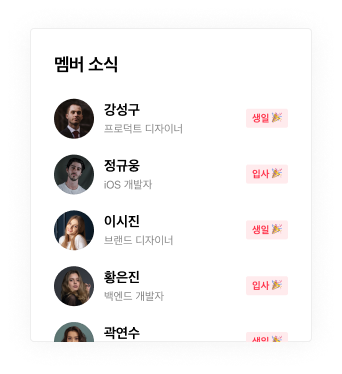 멤버 소식
강성구
프로덕트 디자이너
생일 🎉
정규웅
iOS 개발자
입사 🎉
이시진
브랜드 디자이너
생일 🎉
황은진
백엔드 개발자
입사 🎉
곽연수
생일 🎉